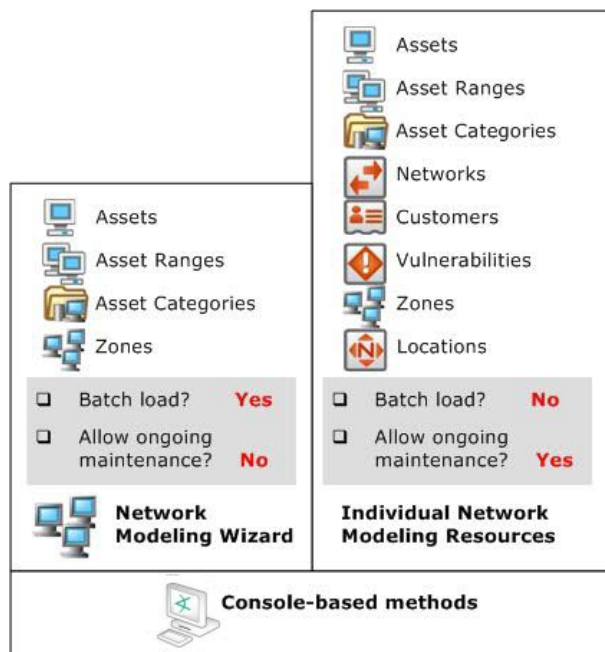 Assets
Asset Ranges
Asset Categories
Zones
❑ Batch load? Yes
❑ Allow ongoing
maintenance? No
Network
Modeling Wizard
Assets
Asset Ranges
Asset Categories
Networks
Customers
Vulnerabilities
Zones
N
Locations
❑ Batch load? No
❑ Allow ongoing
maintenance? Yes
Individual Network
Modeling Resources
Console-based methods